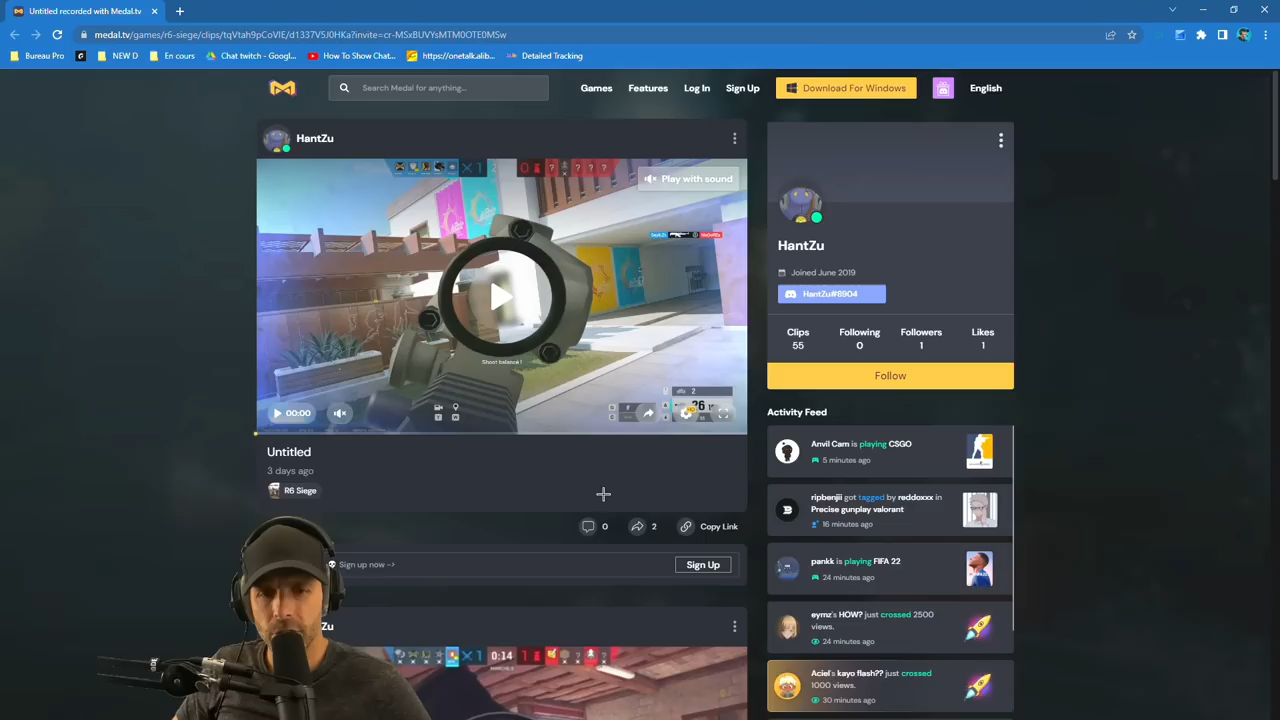 Untitled recorded with Medal.tv
medal.tv/games/r6-siege/clips/tqVtah9pCoVIE/d1337V5J0HKa?invite=cr-MSxBUVYsMTM0OTE0MSw
Bureau Pro
NEW D
En cours
Chat twitch - Googl...
How To Show Chat...
https://onetalk.alib...
Detailed Tracking
Search Medal for anything...
Games
Features
Log In
Sign Up
Download For Windows
English
HantZu
Play with sound
Shoot balance !
00:00
Untitled
3 days ago
R6 Siege
0
2
Copy Link
Sign up now ->
Sign Up
Zu
0:14
HantZu
Joined June 2019
HantZu#6904
Clips
Following
Followers
Likes
55
0
1
1
Follow
Activity Feed
Anvil Cam is playing CSGO
5 minutes ago
ripbenjii got tagged by reddoxxx in
Precise gunplay valorant
16 minutes ago
pankk is playing FIFA 22
24 minutes ago
eymz's HOW? just crossed 2500
views.
24 minutes ago
Aciel's kayo flash?? just crossed
1000 views.
30 minutes ago